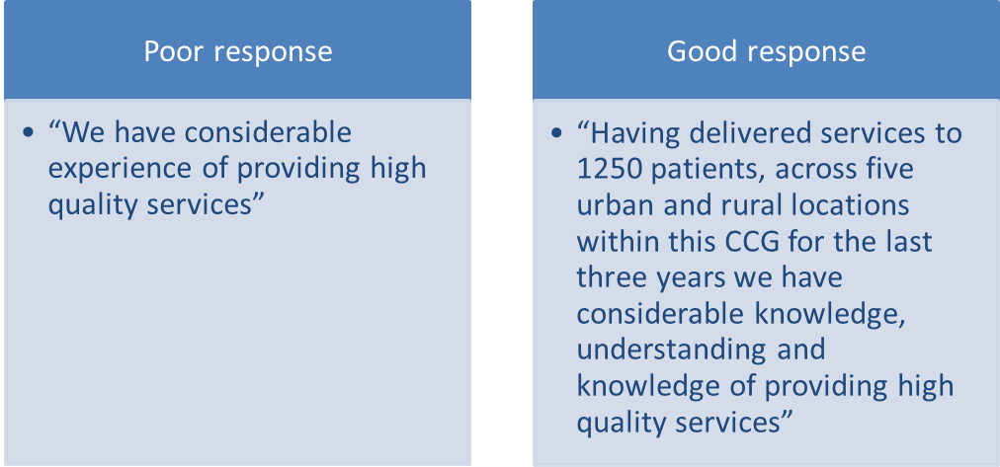 Poor response
• “We have considerable
experience of providing high
quality services”
Good response
• “Having delivered services to
1250 patients, across five
urban and rural locations
within this CCG for the last
three years we have
considerable knowledge,
understanding and
knowledge of providing high
quality services”